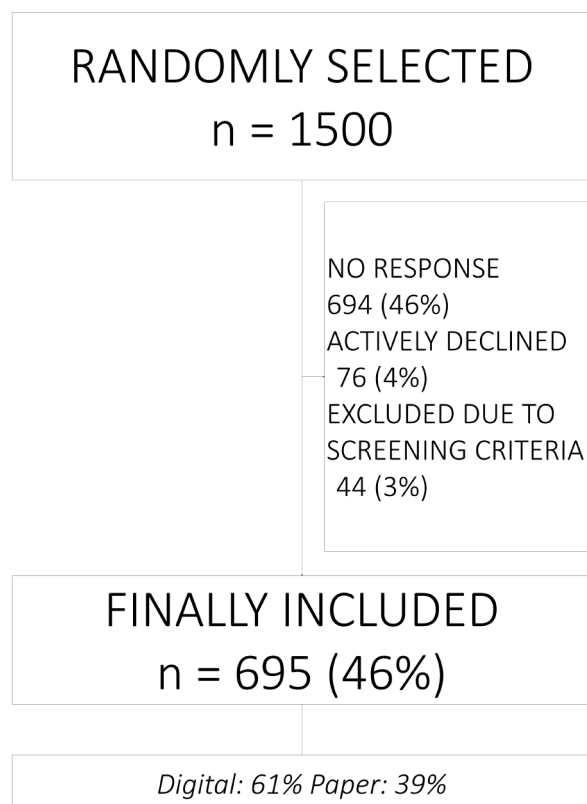 RANDOMLY SELECTED
n = 1500
NO RESPONSE
694 (46%)
ACTIVELY DECLINED
76 (4%)
EXCLUDED DUE TO
SCREENING CRITERIA
44 (3%)
FINALLY INCLUDED
n = 695 (46%)
Digital: 61% Paper: 39%